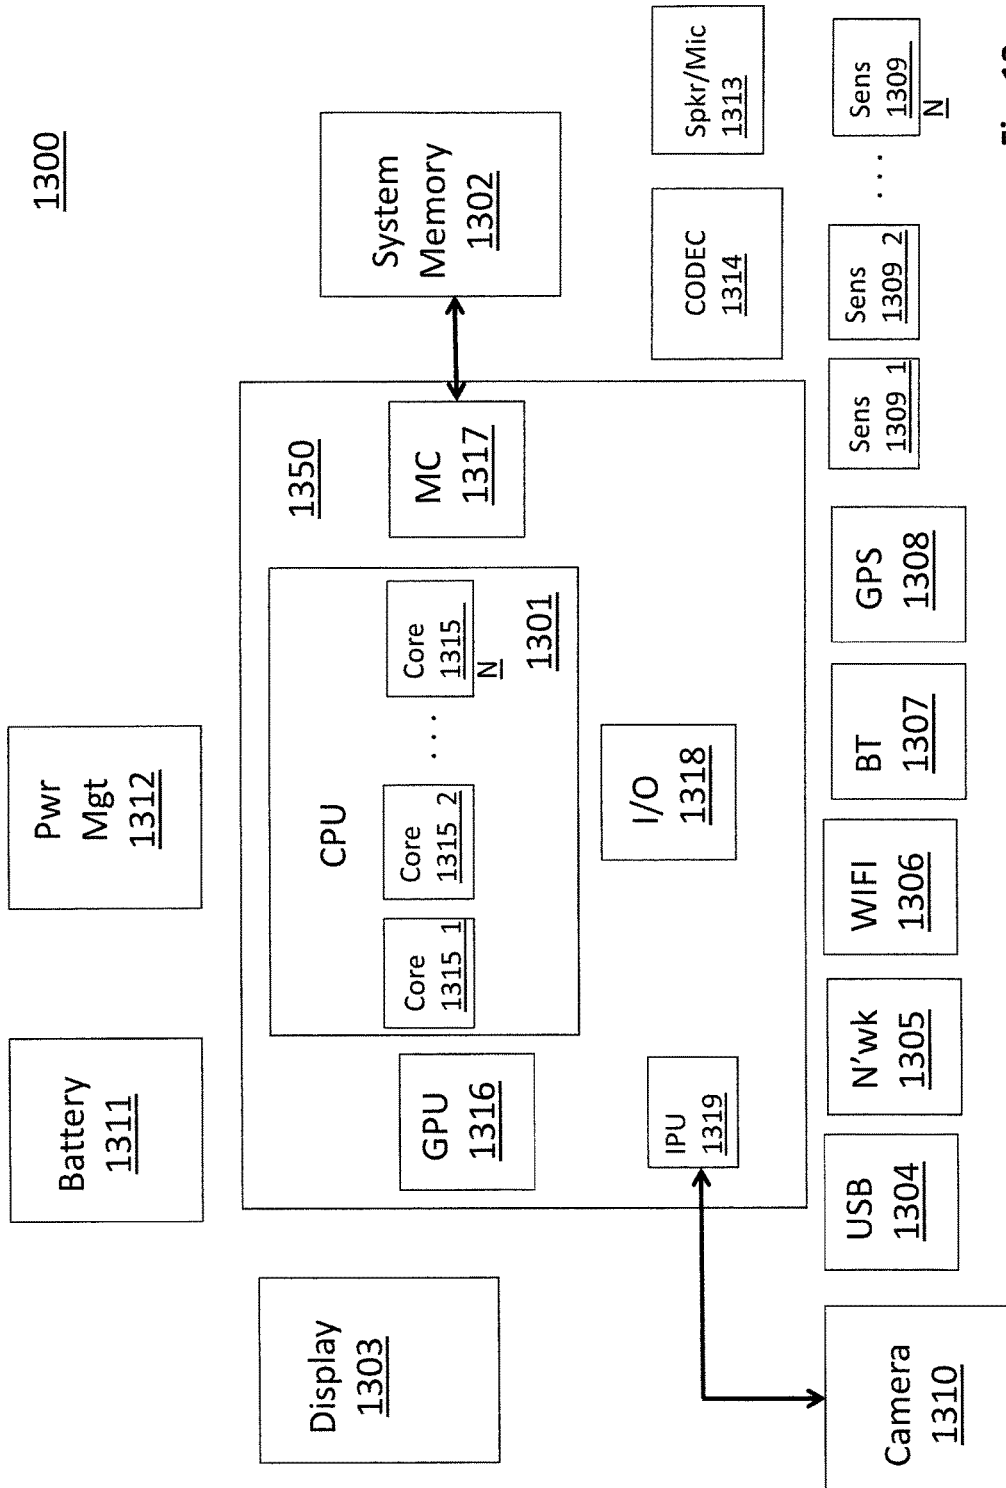 Battery
1311
Pwr
Mgt
1312
1300
Display
1303
1350
CPU
System
Memory
1302
GPU
1316
Core
1315_1
Core
1315_2
...
Core
1315_
N
1301
MC
1317
IPU
1319
I/O
1318
CODEC
1314
Spkr/Mic
1313
Camera
1310
USB
1304
N'wk
1305
WIFI
1306
BT
1307
GPS
1308
Sens
1309_1
Sens
1309_2
...
Sens
1309_
N